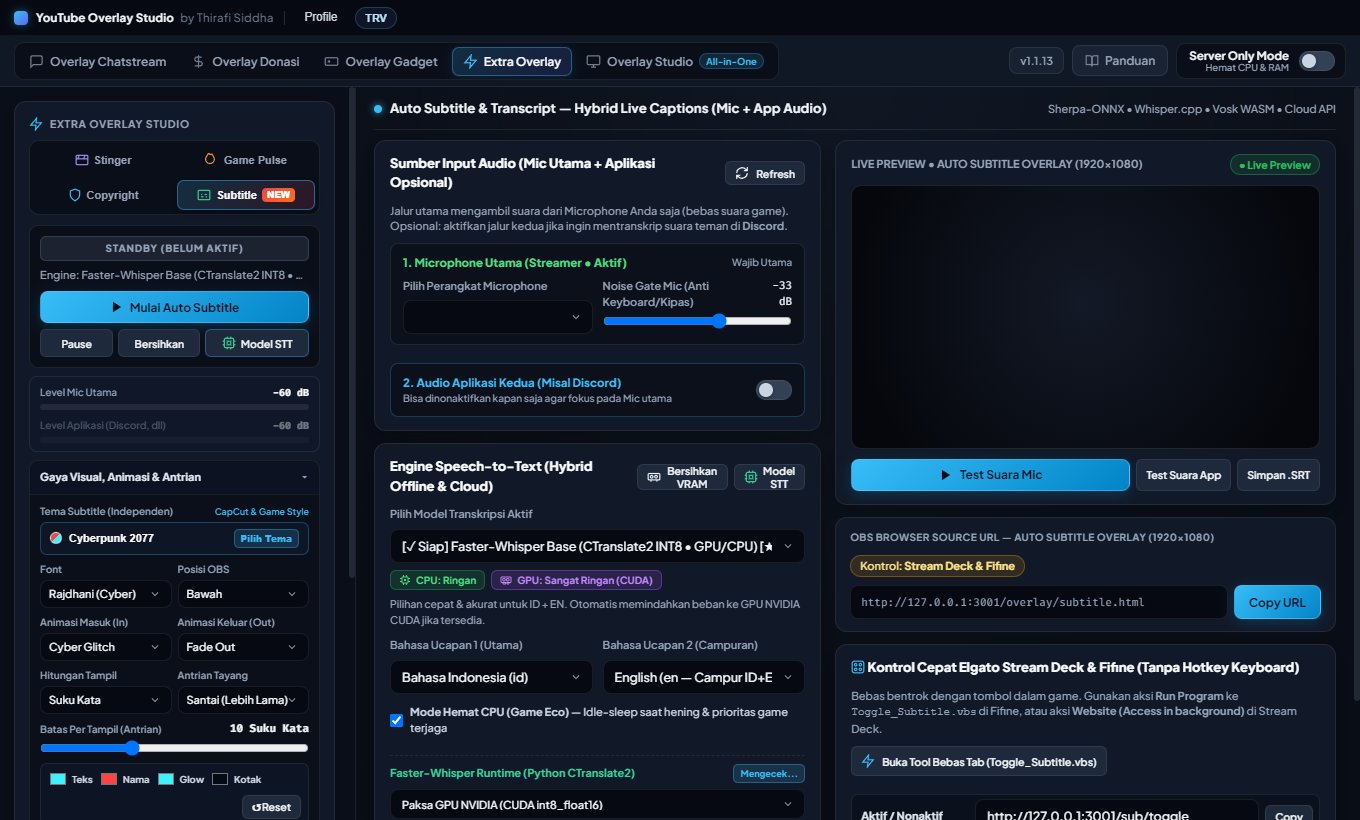 YouTube Overlay Studio by Thirafi Siddha
Profile
TRV
Overlay Chatstream
Overlay Donasi
Overlay Gadget
Extra Overlay
Overlay Studio
All-in-One
v1.1.13
Panduan
Server Only Mode
Hemat CPU & RAM
EXTRA OVERLAY STUDIO
Stinger
Game Pulse
Copyright
Subtitle NEW
STANDBY (BELUM AKTIF)
Engine: Faster-Whisper Base (CTranslate2 INT8 • ...
Mulai Auto Subtitle
Pause
Bersihkan
Model STT
Level Mic Utama
-60 dB
Level Aplikasi (Discord, dll)
-60 dB
Gaya Visual, Animasi & Antrian
Tema Subtitle (Independen)
CapCut & Game Style
Cyberpunk 2077
Pilih Tema
Font
Posisi OBS
Rajdhani (Cyber)
Bawah
Animasi Masuk (In)
Animasi Keluar (Out)
Cyber Glitch
Fade Out
Hitungan Tampil
Antrian Tayang
Suku Kata
Santai (Lebih Lama)
Batas Per Tampil (Antrian)
10 Suku Kata
Teks
Nama
Glow
Kotak
↺Reset
Auto Subtitle & Transcript — Hybrid Live Captions (Mic + App Audio)
Sherpa-ONNX • Whisper.cpp • Vosk WASM • Cloud API
Sumber Input Audio (Mic Utama + Aplikasi
Opsional)
Refresh
Jalur utama mengambil suara dari Microphone Anda saja (bebas suara game).
Opsional: aktifkan jalur kedua jika ingin mentranskrip suara teman di Discord.
1. Microphone Utama (Streamer • Aktif)
Wajib Utama
Pilih Perangkat Microphone
Noise Gate Mic (Anti
Keyboard/Kipas)
-33
dB
2. Audio Aplikasi Kedua (Misal Discord)
Bisa dinonaktifkan kapan saja agar fokus pada Mic utama
Engine Speech-to-Text (Hybrid
Offline & Cloud)
Bersihkan
VRAM
Model
STT
Pilih Model Transkripsi Aktif
[✓ Siap] Faster-Whisper Base (CTranslate2 INT8 • GPU/CPU) [★
CPU: Ringan
GPU: Sangat Ringan (CUDA)
Pilihan cepat & akurat untuk ID + EN. Otomatis memindahkan beban ke GPU NVIDIA
CUDA jika tersedia.
Bahasa Ucapan 1 (Utama)
Bahasa Ucapan 2 (Campuran)
Bahasa Indonesia (id)
English (en — Campur ID+E
Mode Hemat CPU (Game Eco) — Idle-sleep saat hening & prioritas game
terjaga
Faster-Whisper Runtime (Python CTranslate2)
Mengecek...
Paksa GPU NVIDIA (CUDA int8_float16)
LIVE PREVIEW • AUTO SUBTITLE OVERLAY (1920×1080)
● Live Preview
Test Suara Mic
Test Suara App
Simpan .SRT
OBS BROWSER SOURCE URL — AUTO SUBTITLE OVERLAY (1920×1080)
Kontrol: Stream Deck & Fifine
http://127.0.0.1:3001/overlay/subtitle.html
Copy URL
Kontrol Cepat Elgato Stream Deck & Fifine (Tanpa Hotkey Keyboard)
Bebas bentrok dengan tombol dalam game. Gunakan aksi Run Program ke
Toggle_Subtitle.vbs di Fifine, atau aksi Website (Access in background) di Stream
Deck.
Buka Tool Bebas Tab (Toggle_Subtitle.vbs)
Aktif / Nonaktif
http://127.0.0.1:3001/sub/toggle
Copy